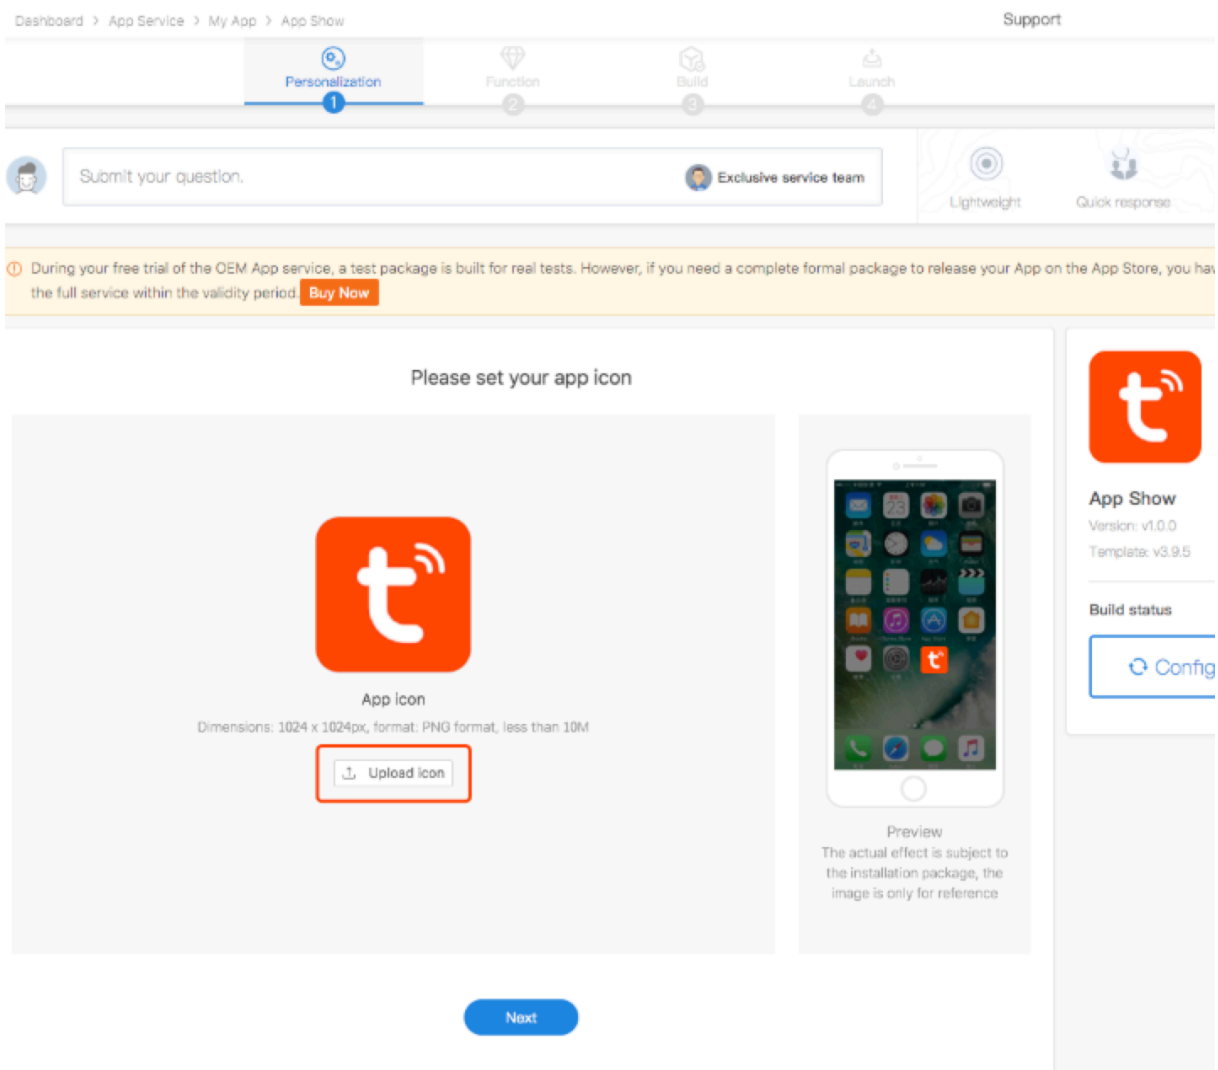 Dashboard > App Service > My App > App Show
Support
Personalization
Function
Build
Launch
1
2
3
4
Submit your question.
Exclusive service team
Lightweight
Quick response
During your free trial of the OEM App service, a test package is built for real tests. However, if you need a complete formal package to release your App on the App Store, you hav
the full service within the validity period. Buy Now
Please set your app icon
App icon
Dimensions: 1024 x 1024px, format: PNG format, less than 10M
Upload icon
23
Preview
The actual effect is subject to
the installation package, the
image is only for reference
Next
App Show
Version: v1.0.0
Template: v3.9.5
Build status
Config